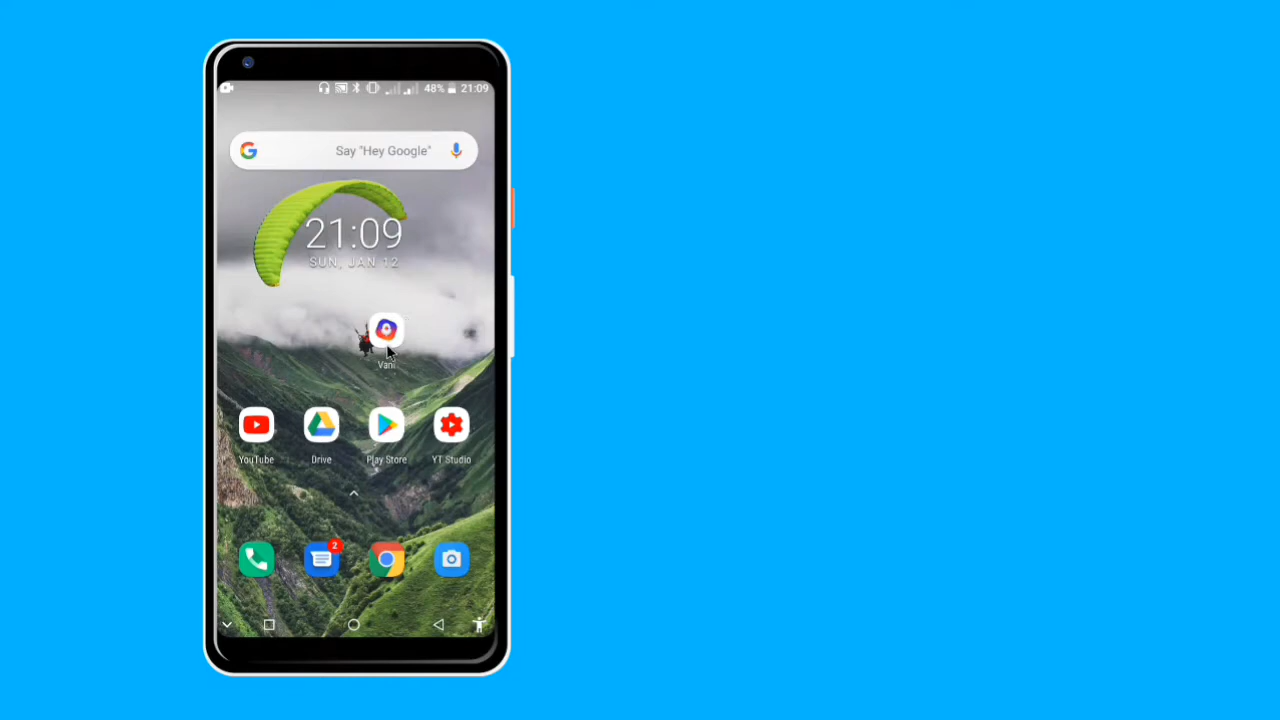 48% 21:09
Say "Hey Google"
21:09
SUN, JAN 12
Vani
YouTube Drive Play Store YT Studio
2